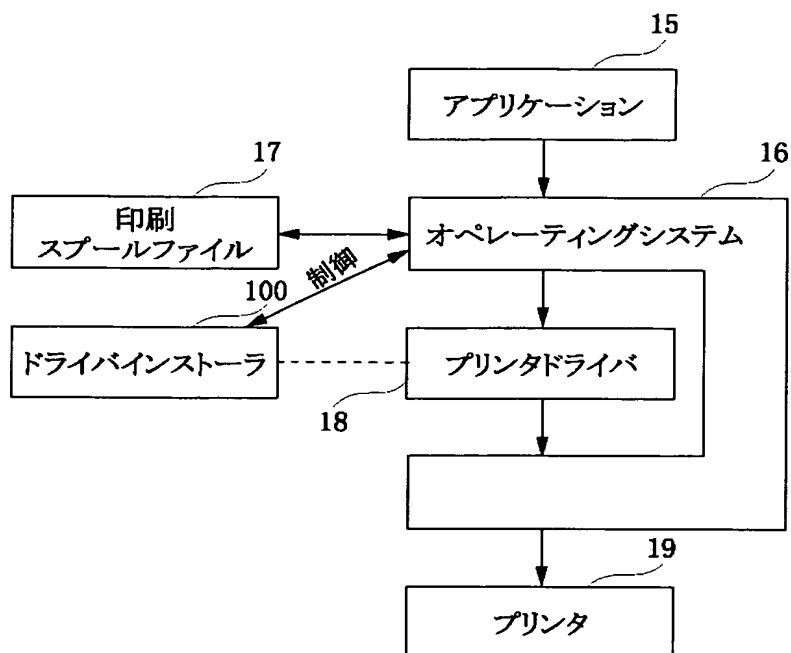 15
アプリケーション
17
16
印刷
スプールファイル
オペレーティングシステム
制御
100
ドライバインストーラ
プリンタドライバ
18
19
プリンタ